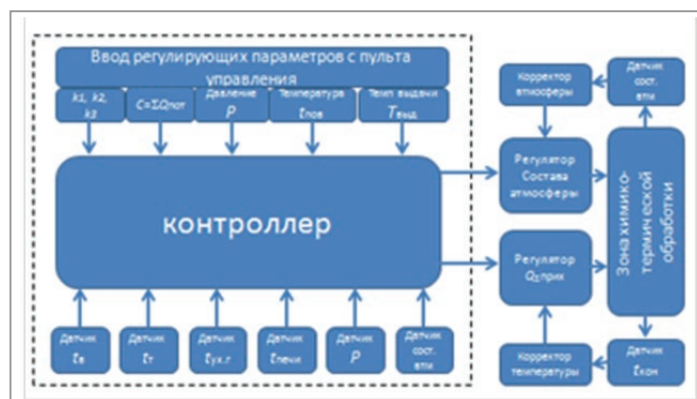 Ввод регулирующих параметров с пульта
управления
k1, k2,
k3
C=ΣQпот
Давление
P
Температура
tпов
Темп выдачи
Tвыд
контроллер
Датчик
tв
Датчик
tт
Датчик
tух.г
Датчик
tпечи
Датчик
P
Датчик
сост.
атм
Корректор
атмосферы
Датчик
сост.
атм
Регулятор
Состава
атмосферы
Регулятор
QΣприх
Зона химико-
термической
обработки
Корректор
температуры
Датчик
tкон